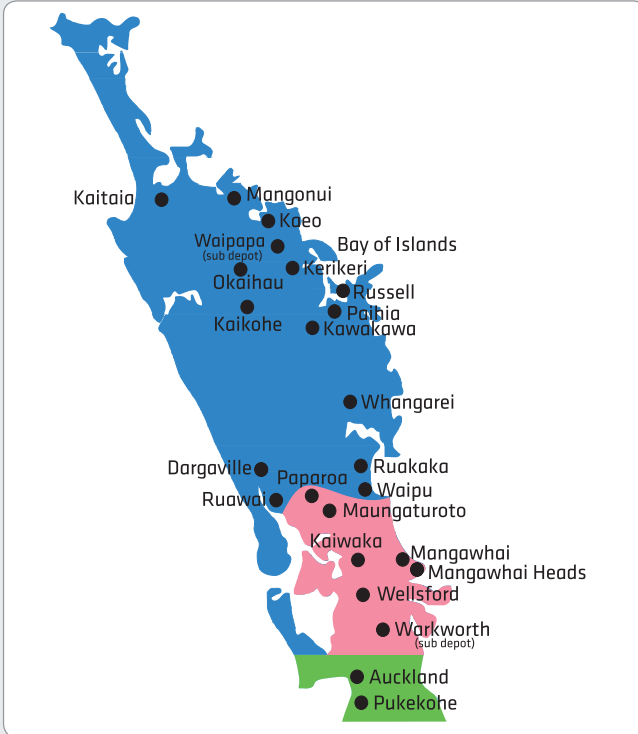 Kaitaia
Mangonui
Kaeo
Waipapa
(sub depot)
Bay of Islands
Kerikeri
Okaihau
Russell
Paihia
Kaikohe
Kawakawa
Whangarei
Dargaville
Ruakaka
Paparoa
Waipu
Ruawai
Maungaturoto
Kaiwaka
Mangawhai
Mangawhai Heads
Wellsford
Warkworth
(sub depot)
Auckland
Pukekohe